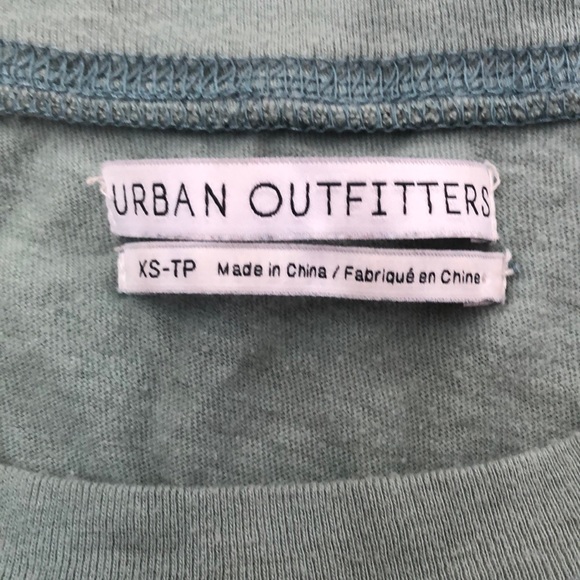 URBAN OUTFITTERS
XS-TP Made in China / Fabriqué en Chine